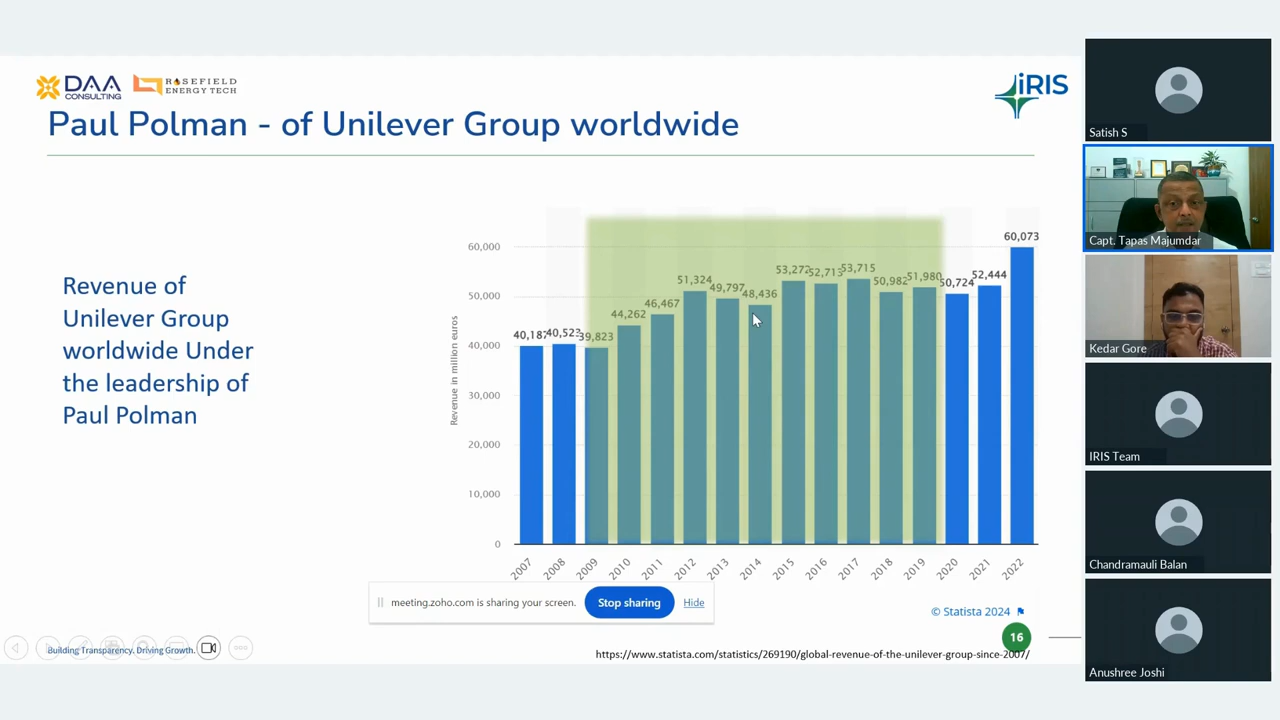 DAA
CONSULTING
ROSEFIELD
ENERGY TECH
iRIS
Paul Polman - of Unilever Group worldwide
Revenue of
Unilever Group
worldwide Under
the leadership of
Paul Polman
Revenue in million euros
60,000
50,000
40,000
30,000
20,000
10,000
0
40,187
40,523
39,823
44,262
46,467
51,324
49,797
48,436
53,272
52,713
53,715
50,982
51,980
50,724
52,444
60,073
2007
2008
2009
2010
2011
2012
2013
2014
2015
2016
2017
2018
2019
2020
2021
2022
meeting.zoho.com is sharing your screen.
Stop sharing
Hide
© Statista 2024
16
Building Transparency. Driving Growth.
https://www.statista.com/statistics/269190/global-revenue-of-the-unilever-group-since-2007/
Satish S
Capt. Tapas Majumdar
Kedar Gore
IRIS Team
Chandramauli Balan
Anushree Joshi